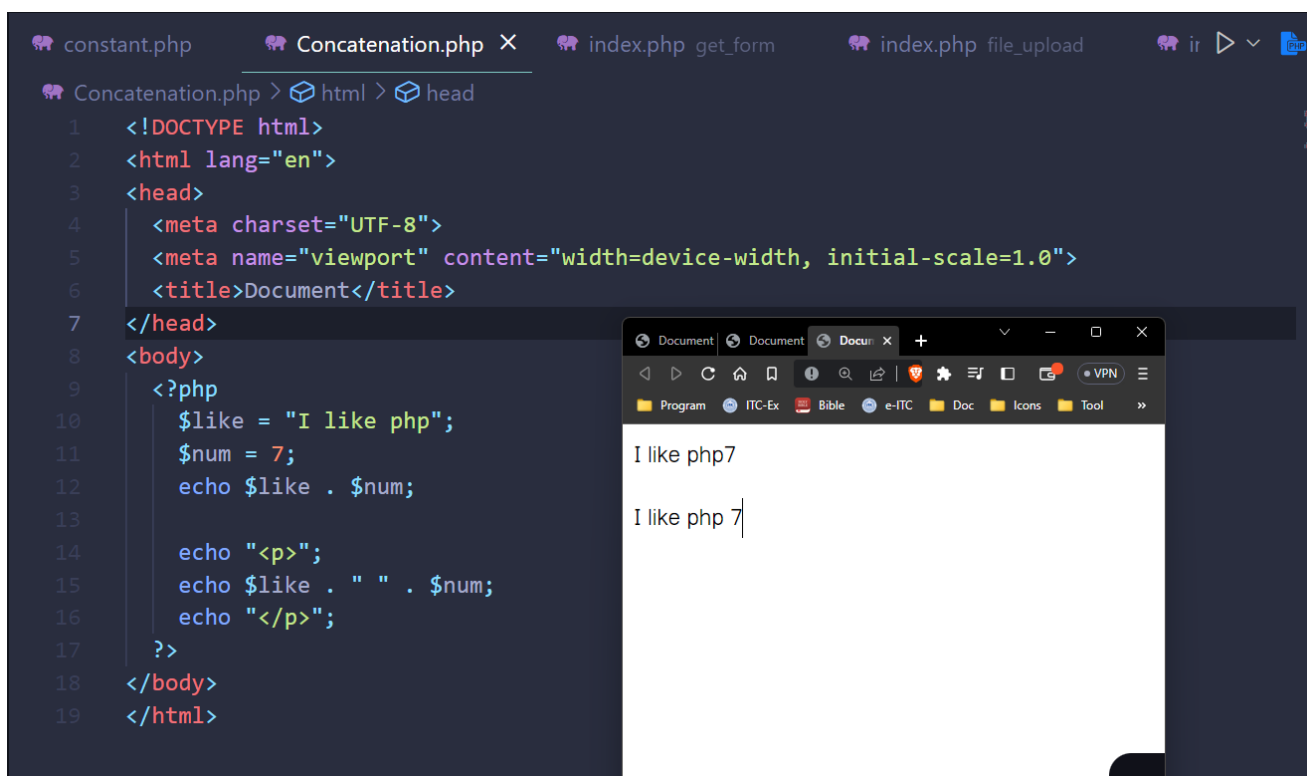 constant.php Concatenation.php index.php get_form index.php file_upload ir
Concatenation.php > html > head
1 <!DOCTYPE html>
2 <html lang="en">
3 <head>
4 <meta charset="UTF-8">
5 <meta name="viewport" content="width=device-width, initial-scale=1.0">
6 <title>Document</title>
7 </head>
8 <body>
9 <?php
10 $like = "I like php";
11 $num = 7;
12 echo $like . $num;
13
14 echo "<p>";
15 echo $like . " " . $num;
16 echo "</p>";
17 ?>
18 </body>
19 </html>
Document Document Docun
VPN
Program ITC-Ex Bible e-ITC Doc Icons Tool »
I like php7
I like php 7